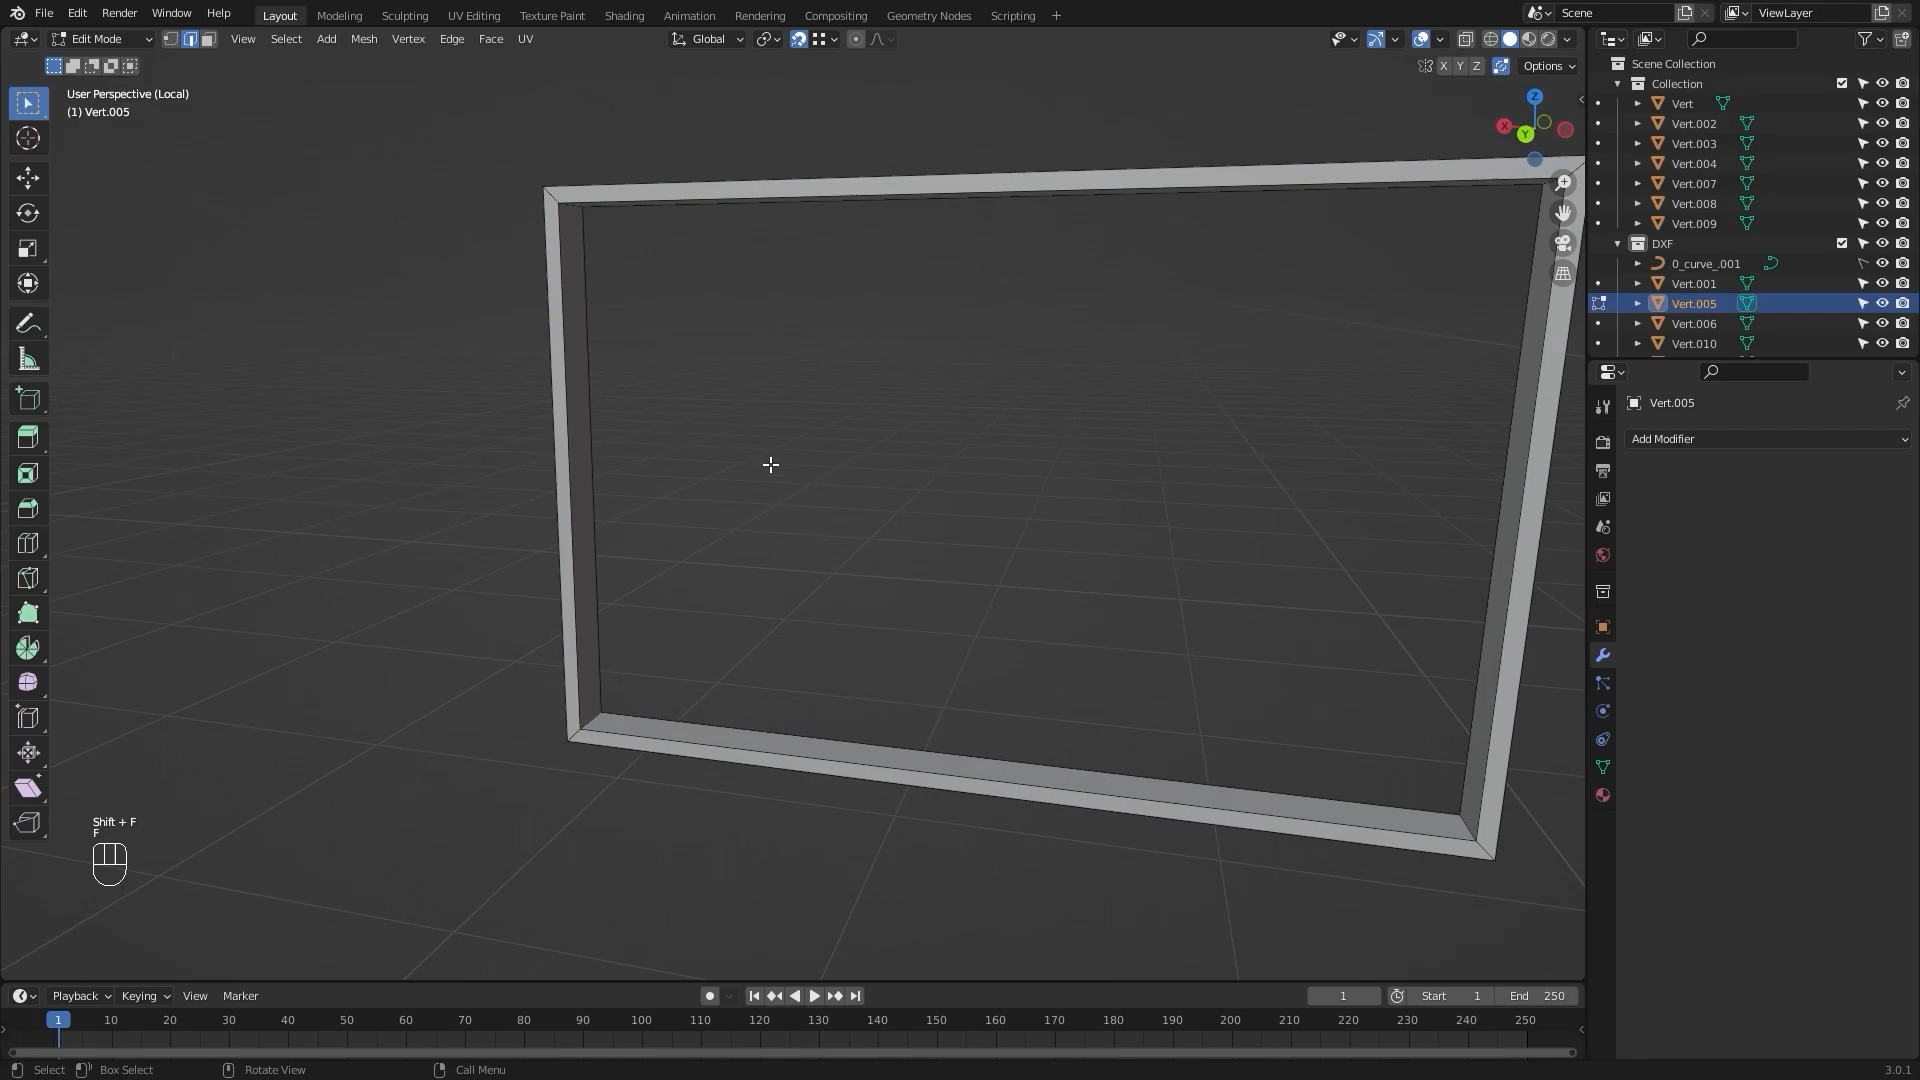 File Edit Render Window Help Layout Modeling Sculpting UV Editing Texture Paint Shading Animation Rendering Compositing Geometry Nodes Scripting + Scene ViewLayer
Edit Mode View Select Add Mesh Vertex Edge Face UV Global
X Y Z Options
User Perspective (Local)
(1) Vert.005
Z
X
Y
Scene Collection
Collection
Vert
Vert.002
Vert.003
Vert.004
Vert.007
Vert.008
Vert.009
DXF
0_curve_.001
Vert.001
Vert.005
Vert.006
Vert.010
Vert.005
Add Modifier
Shift + F
F
Playback Keying View Marker 1 Start 1 End 250
1 10 20 30 40 50 60 70 80 90 100 110 120 130 140 150 160 170 180 190 200 210 220 230 240 250
Select Box Select Rotate View Call Menu 3.0.1